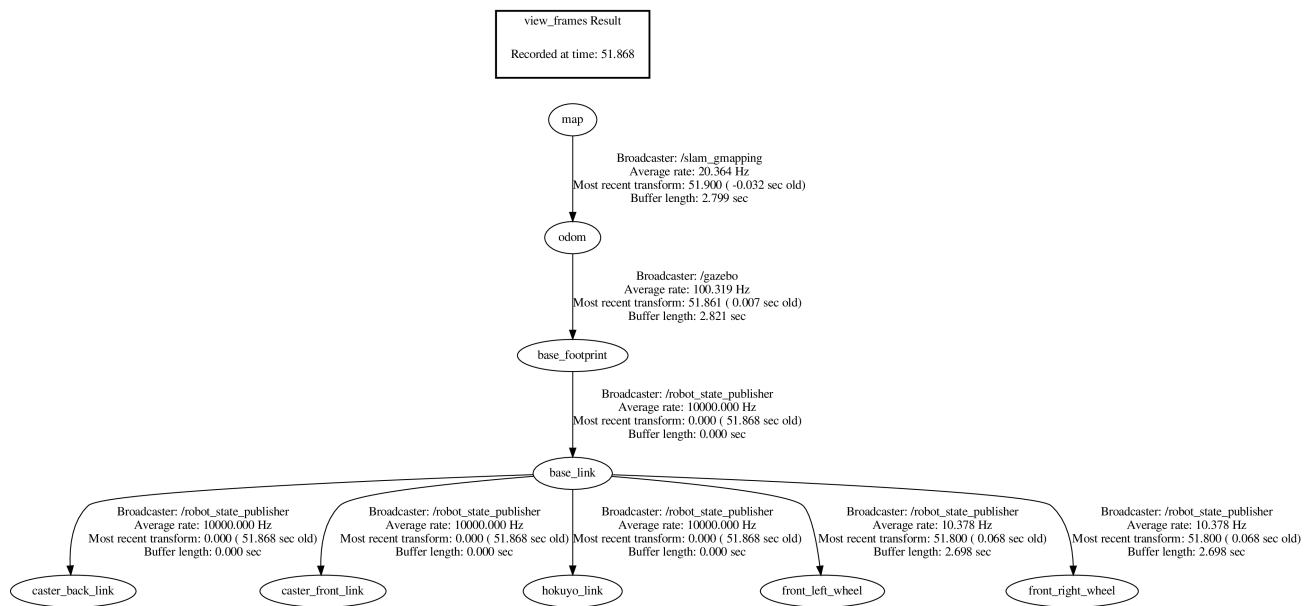 view_frames Result
Recorded at time: 51.868
map
Broadcaster: /slam_gmapping
Average rate: 20.364 Hz
Most recent transform: 51.900 ( -0.032 sec old)
Buffer length: 2.799 sec
odom
Broadcaster: /gazebo
Average rate: 100.319 Hz
Most recent transform: 51.861 ( 0.007 sec old)
Buffer length: 2.821 sec
base_footprint
Broadcaster: /robot_state_publisher
Average rate: 10000.000 Hz
Most recent transform: 0.000 ( 51.868 sec old)
Buffer length: 0.000 sec
base_link
Broadcaster: /robot_state_publisher
Average rate: 10000.000 Hz
Most recent transform: 0.000 ( 51.868 sec old)
Buffer length: 0.000 sec
Broadcaster: /robot_state_publisher
Average rate: 10000.000 Hz
Most recent transform: 0.000 ( 51.868 sec old)
Buffer length: 0.000 sec
Broadcaster: /robot_state_publisher
Average rate: 10000.000 Hz
Most recent transform: 0.000 ( 51.868 sec old)
Buffer length: 0.000 sec
Broadcaster: /robot_state_publisher
Average rate: 10.378 Hz
Most recent transform: 51.800 ( 0.068 sec old)
Buffer length: 2.698 sec
Broadcaster: /robot_state_publisher
Average rate: 10.378 Hz
Most recent transform: 51.800 ( 0.068 sec old)
Buffer length: 2.698 sec
caster_back_link
caster_front_link
hokuyo_link
front_left_wheel
front_right_wheel